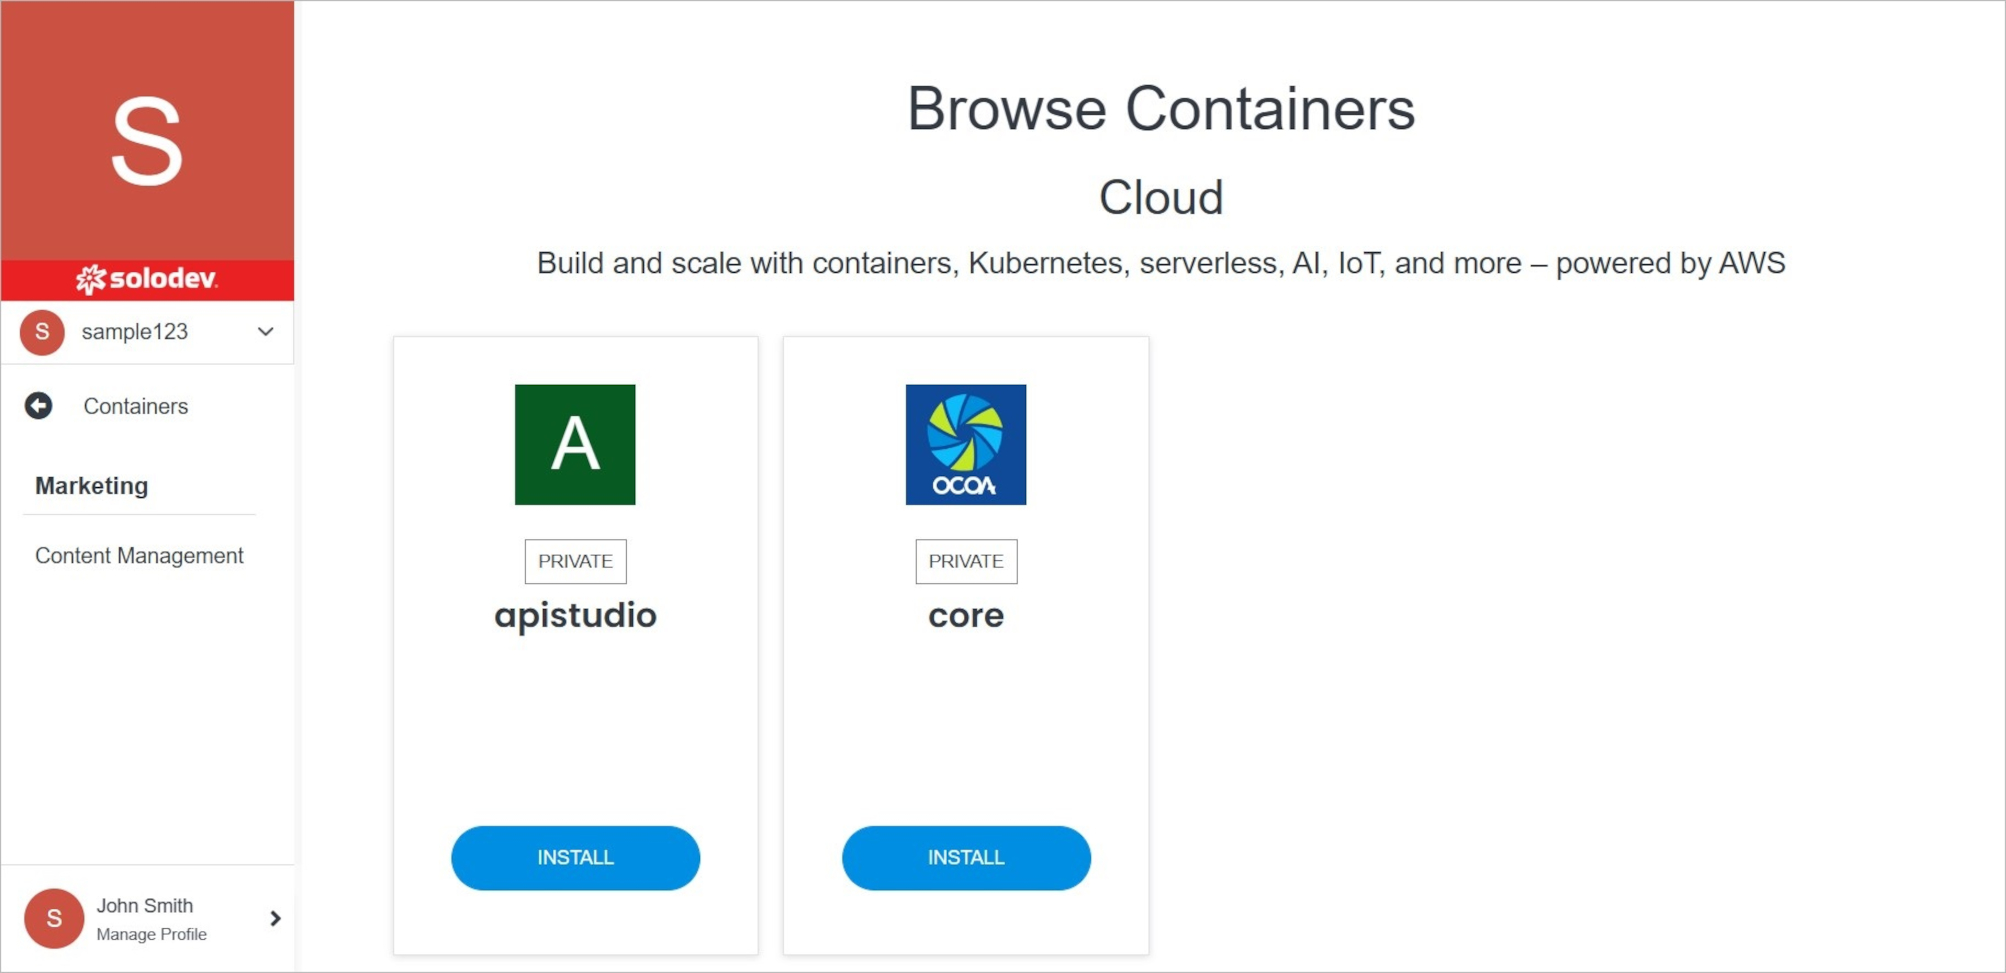 S
solodev
S
sample123
Containers
Marketing
Content Management
S
John Smith
Manage Profile
Browse Containers
Cloud
Build and scale with containers, Kubernetes, serverless, AI, IoT, and more – powered by AWS
A
PRIVATE
apistudio
INSTALL
OCOA
PRIVATE
core
INSTALL